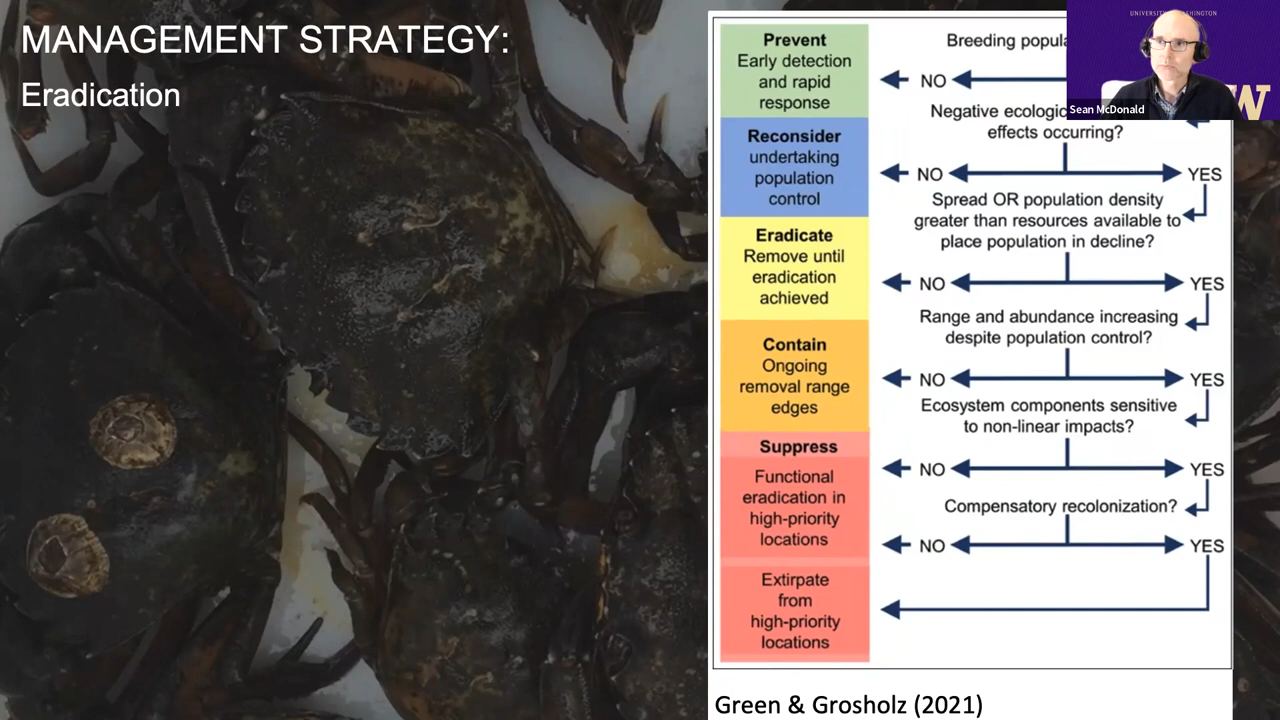 MANAGEMENT STRATEGY:
Eradication
Prevent
Early detection
and rapid
response
Reconsider
undertaking
population
control
Eradicate
Remove until
eradication
achieved
Contain
Ongoing
removal range
edges
Suppress
Functional
eradication in
high-priority
locations
Extirpate
from
high-priority
locations
Breeding
NO
Negative
effects occurring?
NO YES
Spread OR population density
greater than resources available to
place population in decline?
NO YES
Range and abundance increasing
despite population control?
NO YES
Ecosystem components sensitive
to non-linear impacts?
NO YES
Compensatory recolonization?
NO YES
Sean McDonald
W
Green & Grosholz (2021)